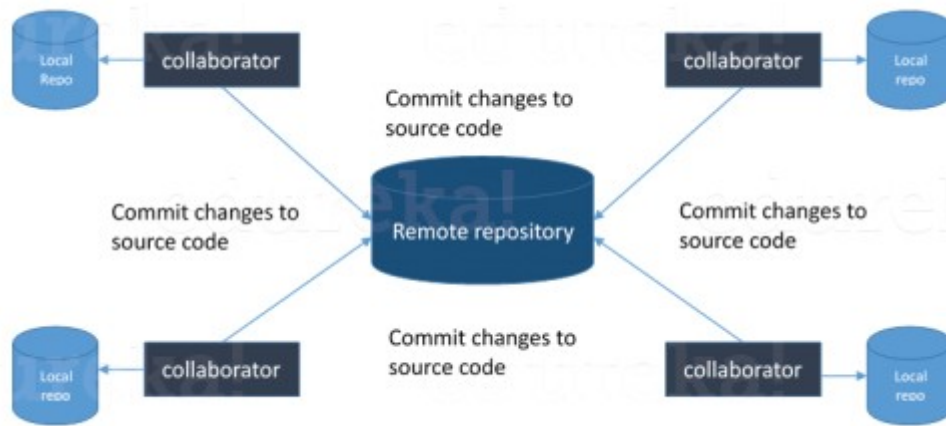 Local
Repo
collaborator
collaborator
Local
repo
Commit changes to
source code
Commit changes to
source code
Remote repository
Commit changes to
source code
Local
repo
collaborator
Commit changes to
source code
collaborator
Local
repo